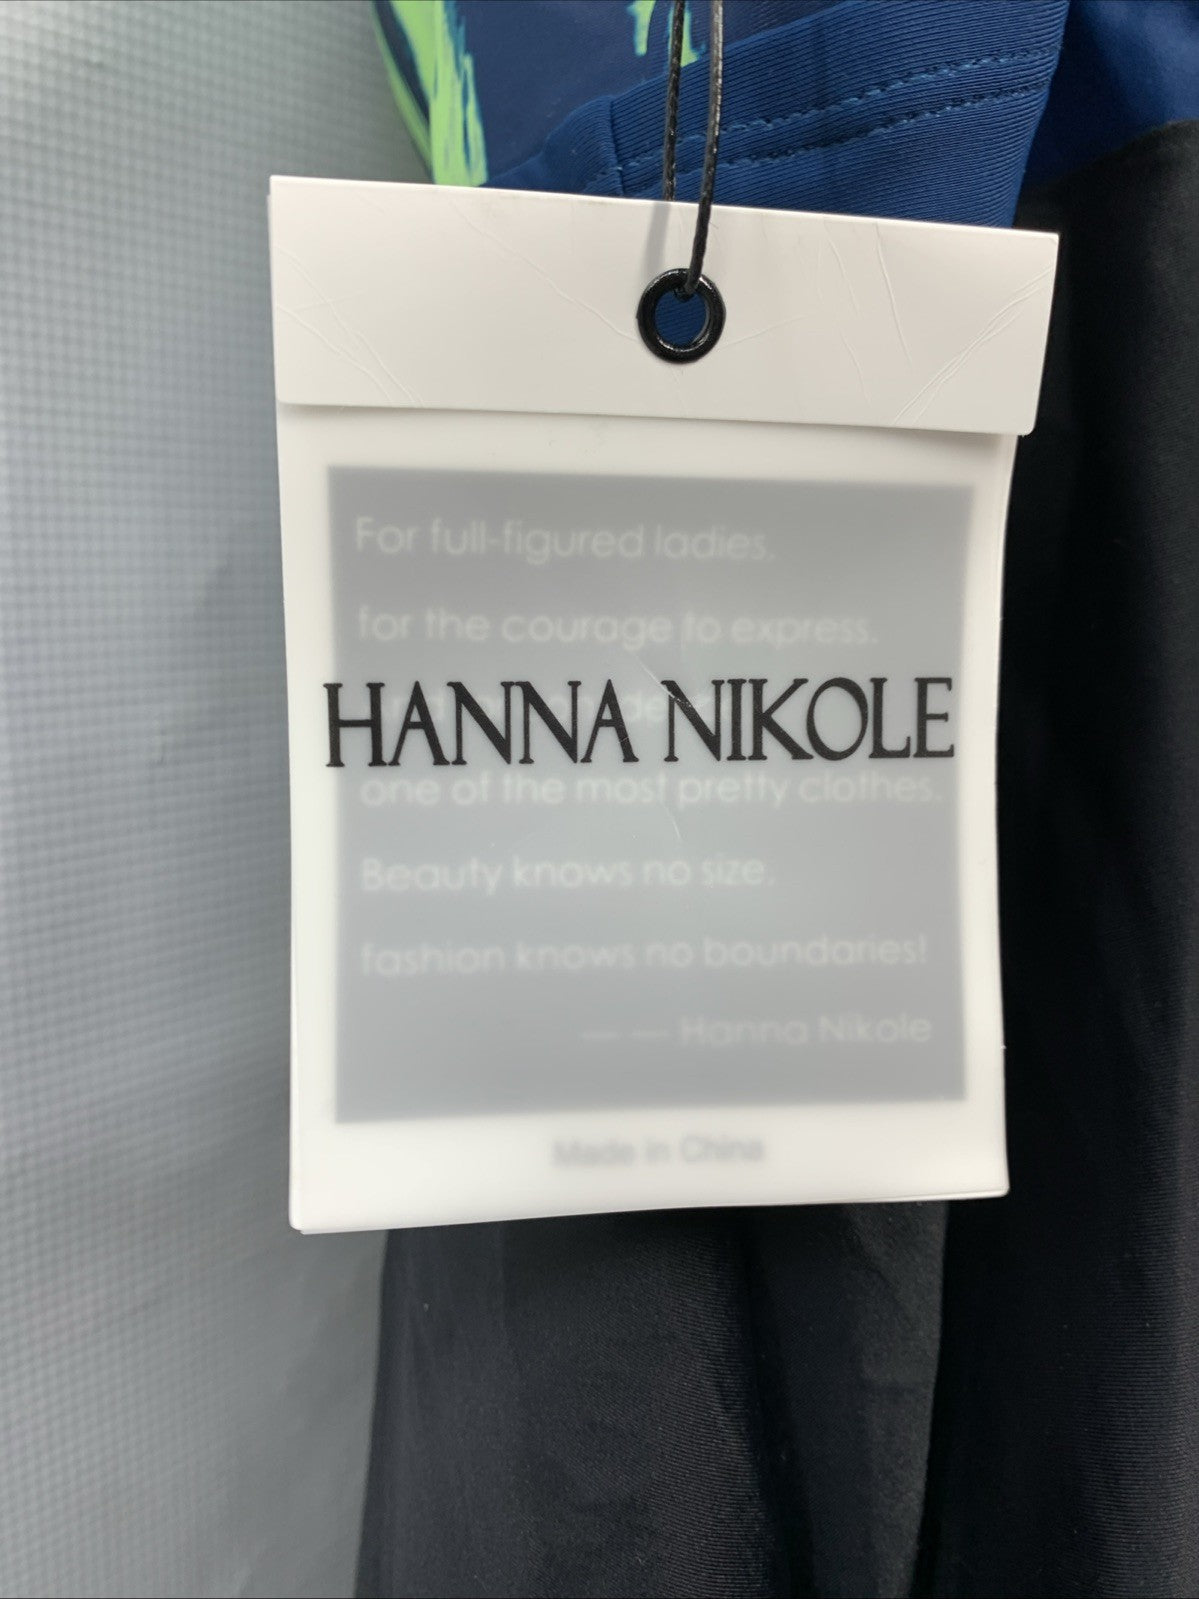 For full-figured ladies,
for the courage to express.
HANNA NIKOLE
one of the most pretty clothes.
Beauty knows no size,
fashion knows no boundaries!
— — Hanna Nikole
Made in China